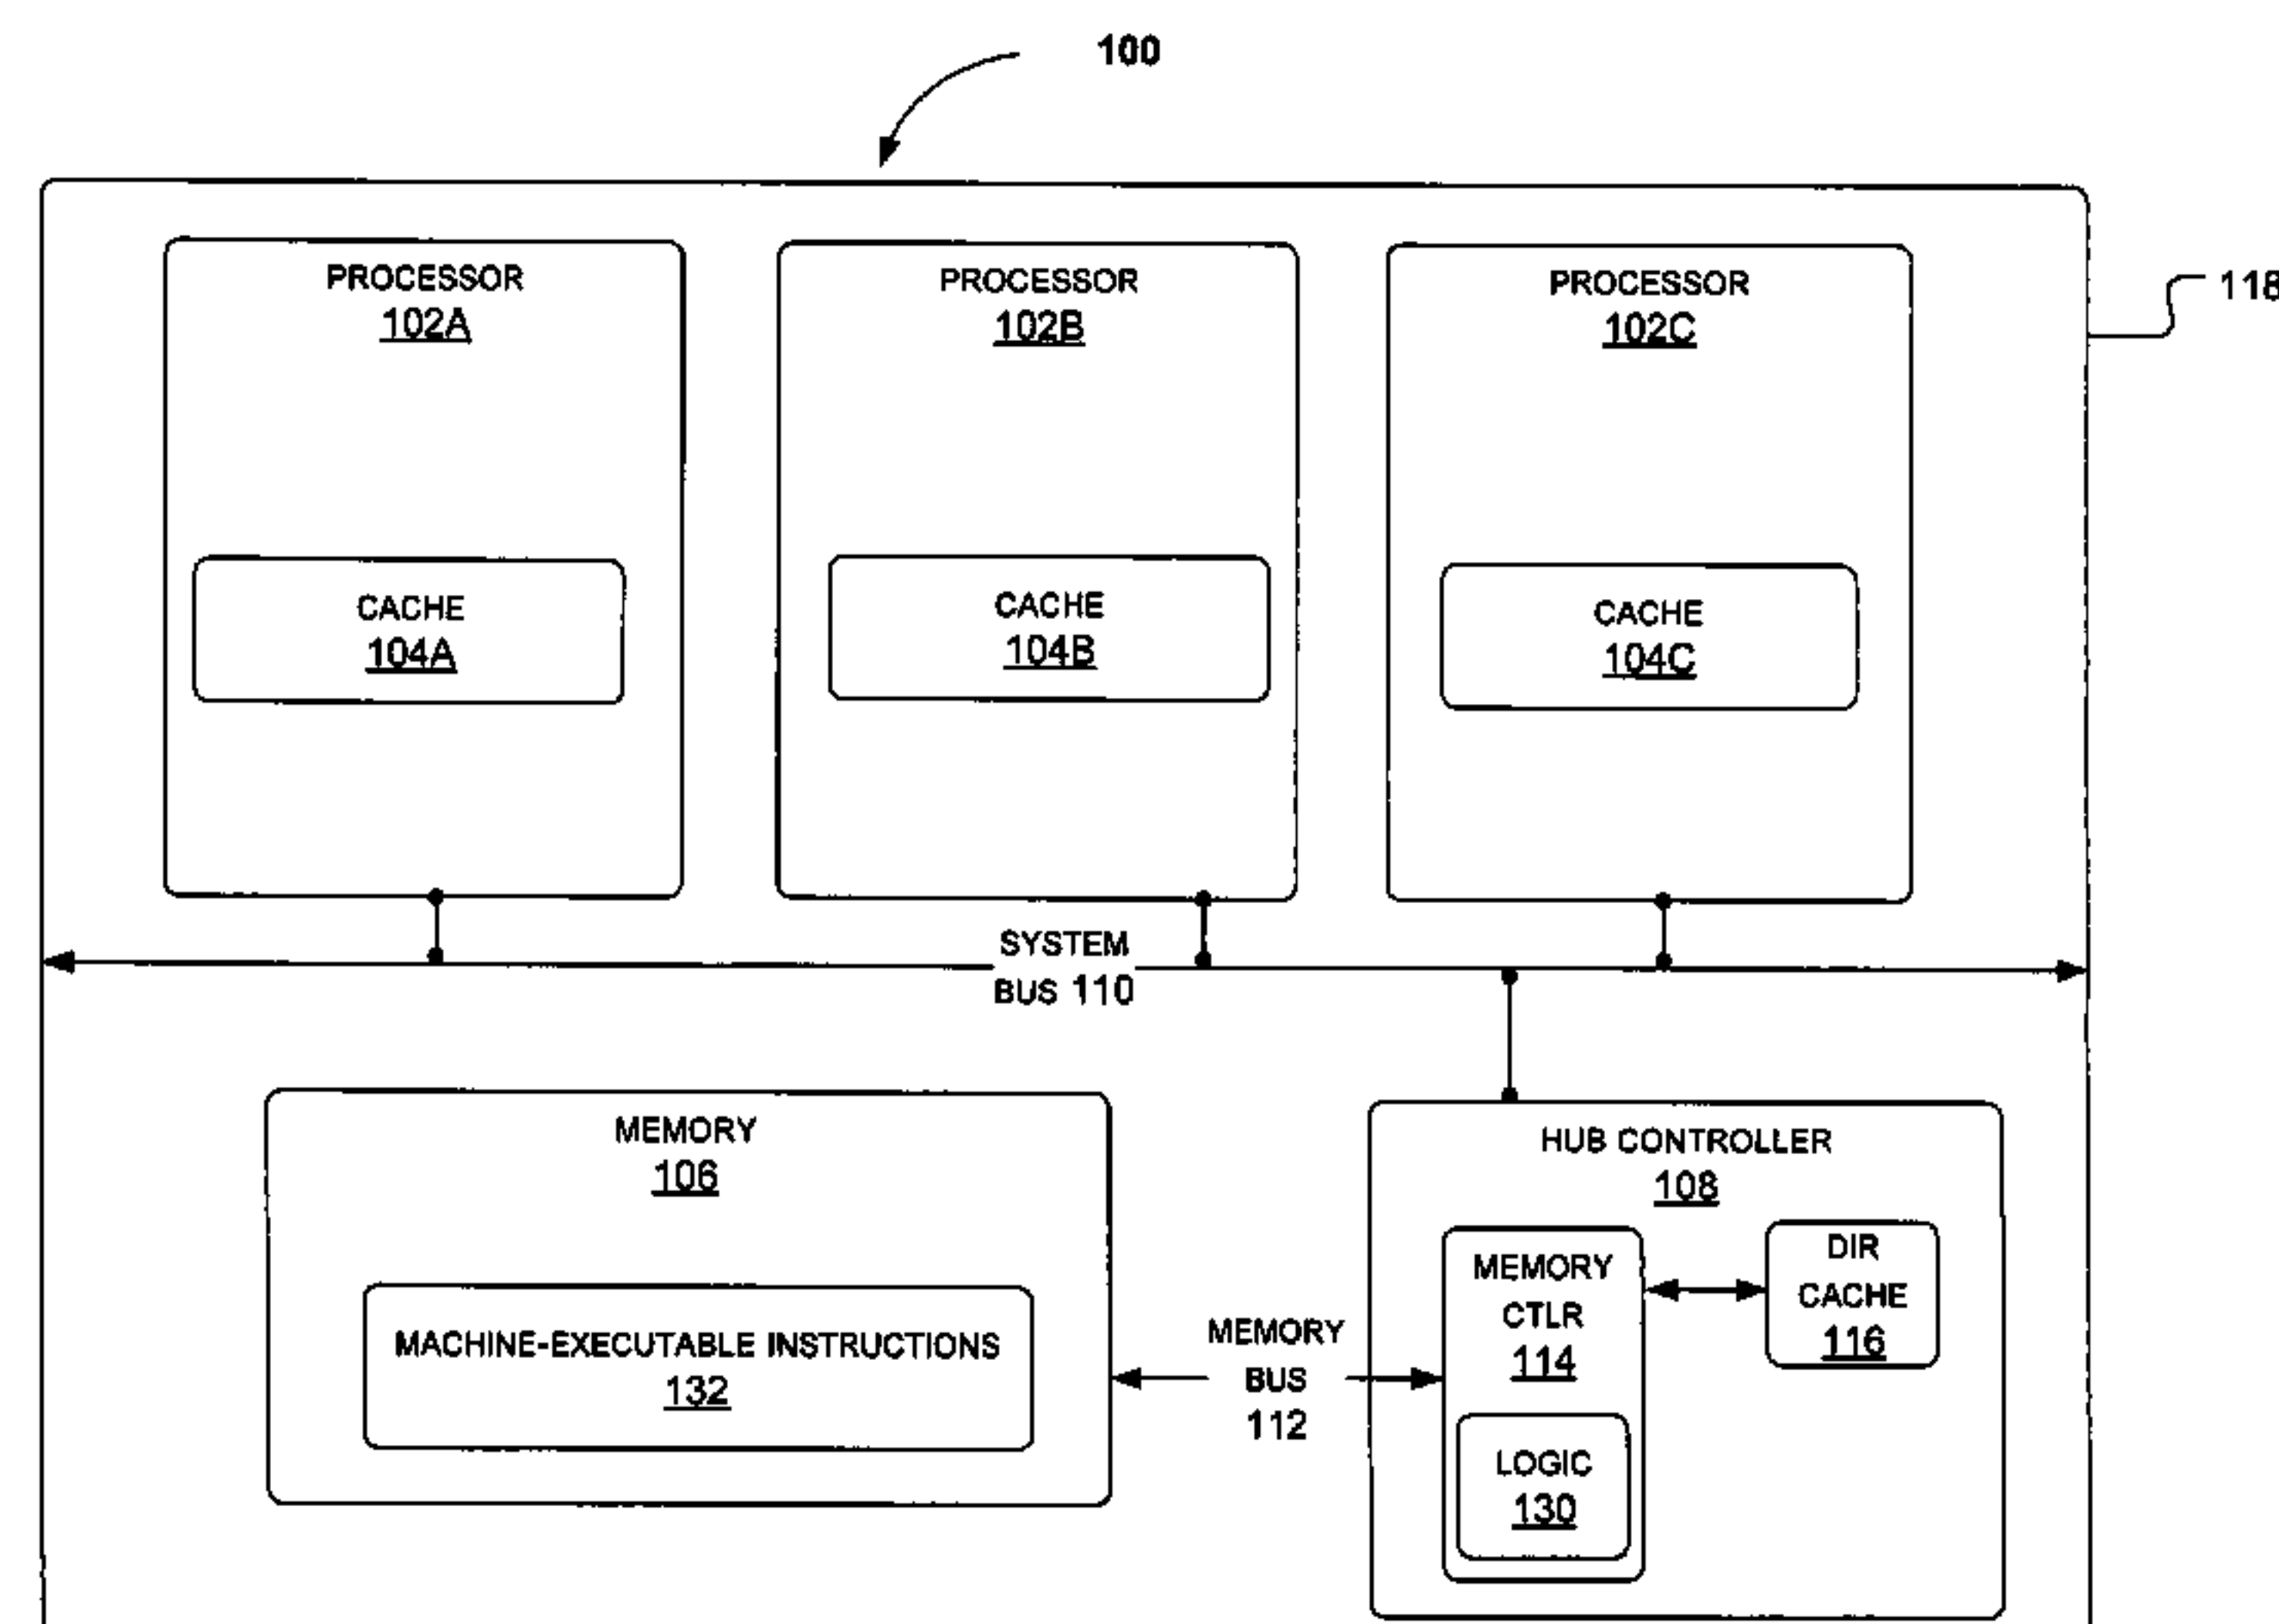 100
118
PROCESSOR
102A
CACHE
104A
PROCESSOR
102B
CACHE
104B
PROCESSOR
102C
CACHE
104C
SYSTEM
BUS 110
MEMORY
106
MACHINE-EXECUTABLE INSTRUCTIONS
132
MEMORY
BUS
112
HUB CONTROLLER
108
MEMORY
CTLR
114
LOGIC
130
DIR
CACHE
116